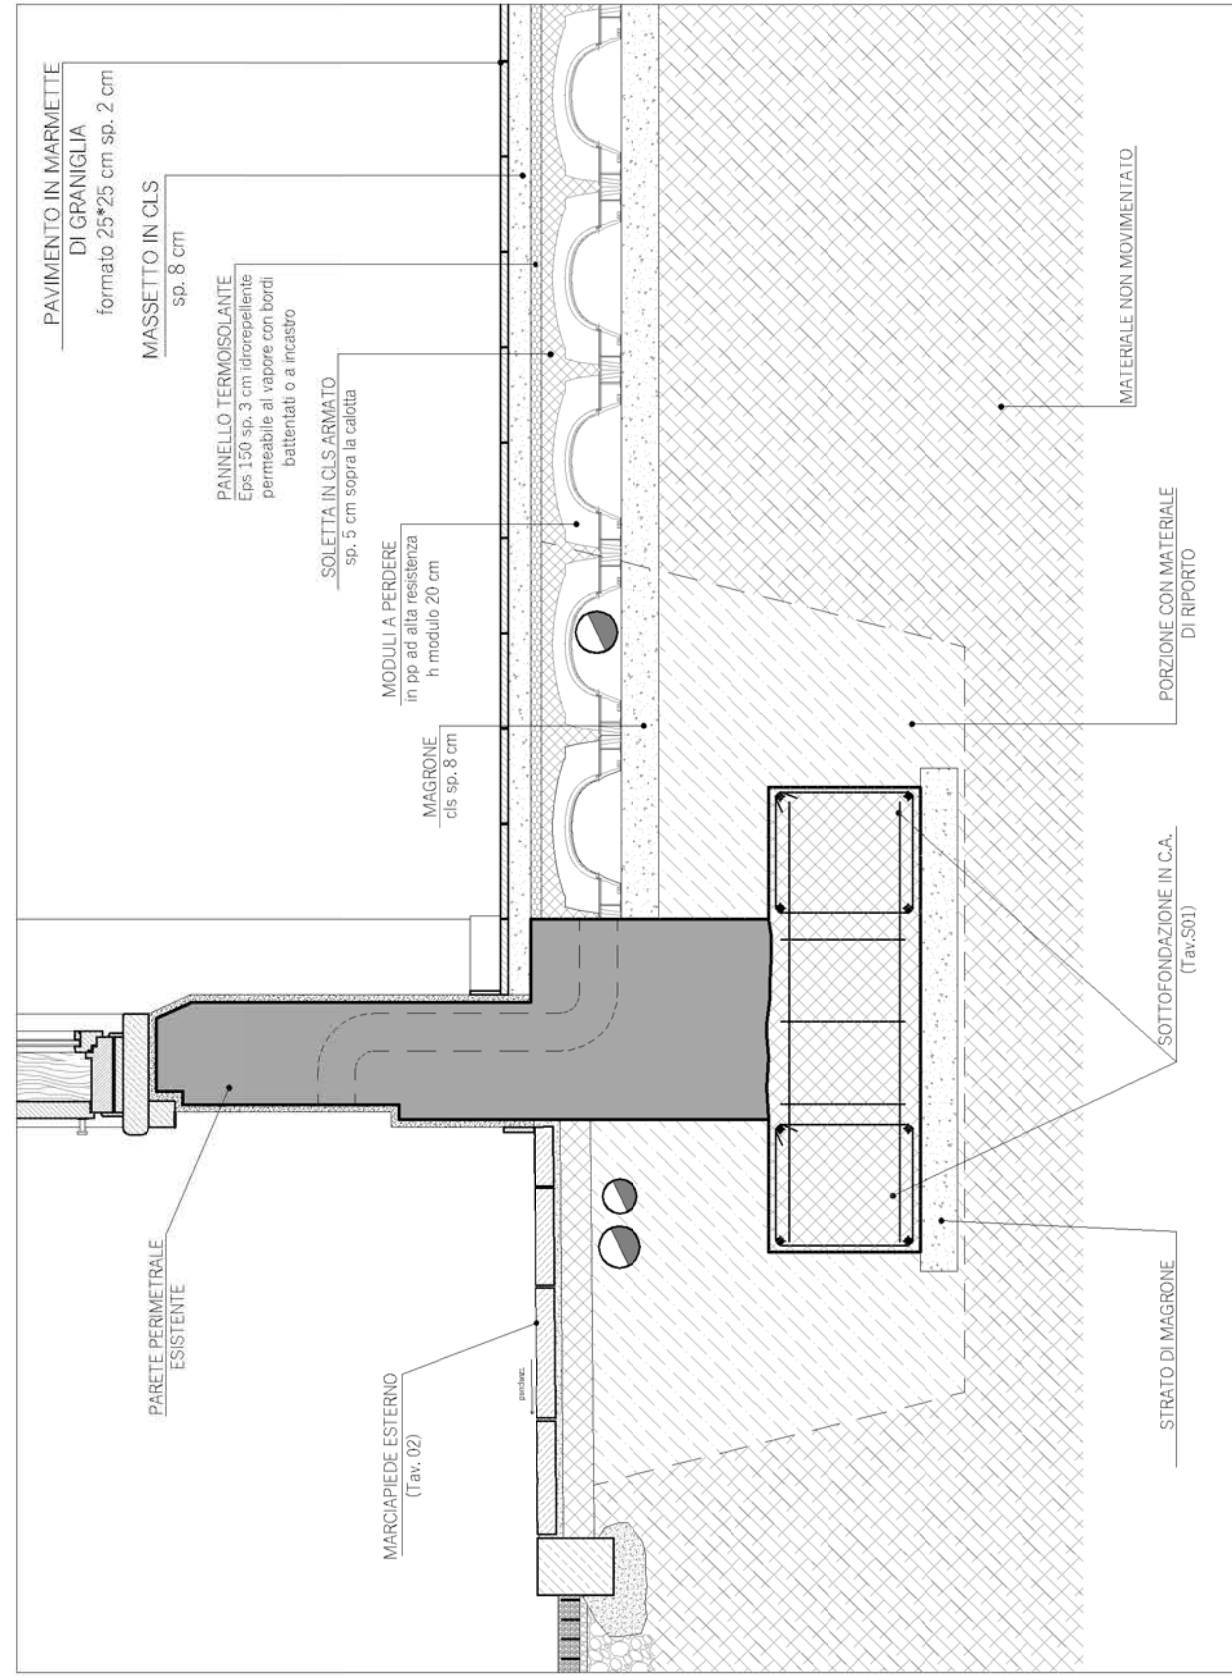 PAVIMENTO IN MARMETTE
DI GRANIGLIA
formato 25*25 cm sp. 2 cm
MASSETTO IN CLS
sp. 8 cm
PANNELLO TERMOISOLANTE
Eps 150 sp. 3 cm idrorepellente
permeabile al vapore con bordi
battentati o a incastro
SOLETTA IN CLS ARMATO
sp. 5 cm sopra la calotta
MODULI A PERDERE
in pp ad alta resistenza
h modulo 20 cm
MAGRONE
cls sp. 8 cm
PARETE PERIMETRALE
ESISTENTE
MARCIAPIEDE ESTERNO
(Tav. 02)
pendenza
MATERIALE NON MOVIMENTATO
PORZIONE CON MATERIALE
DI RIPORTO
SOTTOFONDAZIONE IN C.A.
(Tav.S01)
STRATO DI MAGRONE